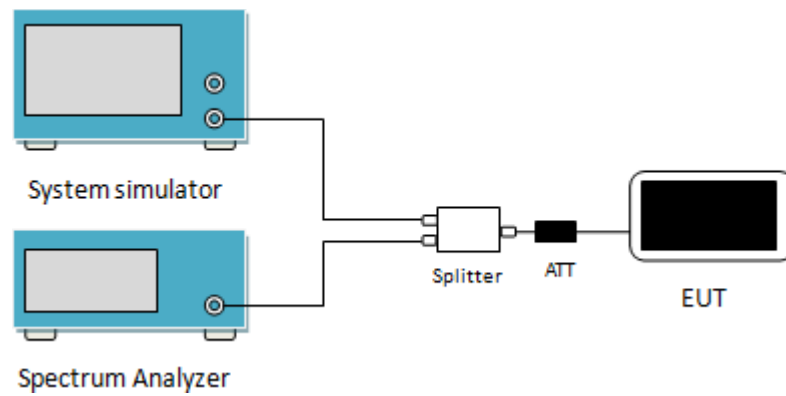 System simulator
Splitter
ATT
EUT
Spectrum Analyzer